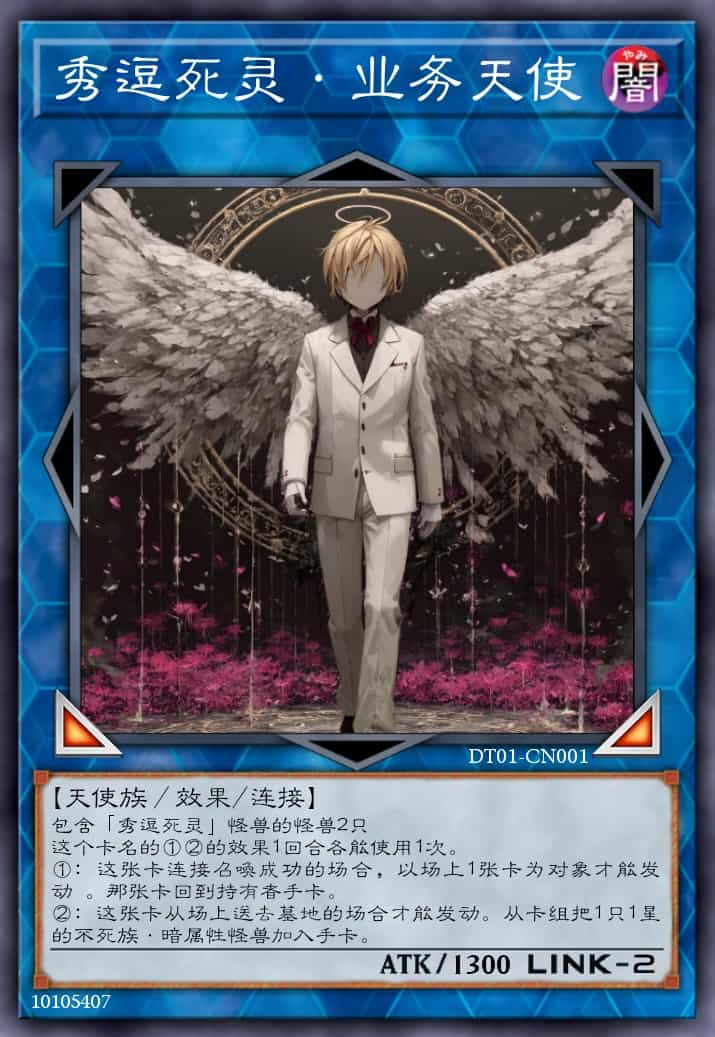 秀逗死灵·业务天使
やみ
闇
DT01-CN001
【天使族/效果/连接】
包含「秀逗死灵」怪兽的怪兽2只
这个卡名的①②的效果1回合各能使用1次。
①：这张卡连接召唤成功的场合，以场上1张卡为对象才能发
动 。那张卡回到持有者手卡。
②：这张卡从场上送去墓地的场合才能发动。从卡组把1只1星
的不死族·暗属性怪兽加入手卡。
ATK/1300 LINK-2
10105407